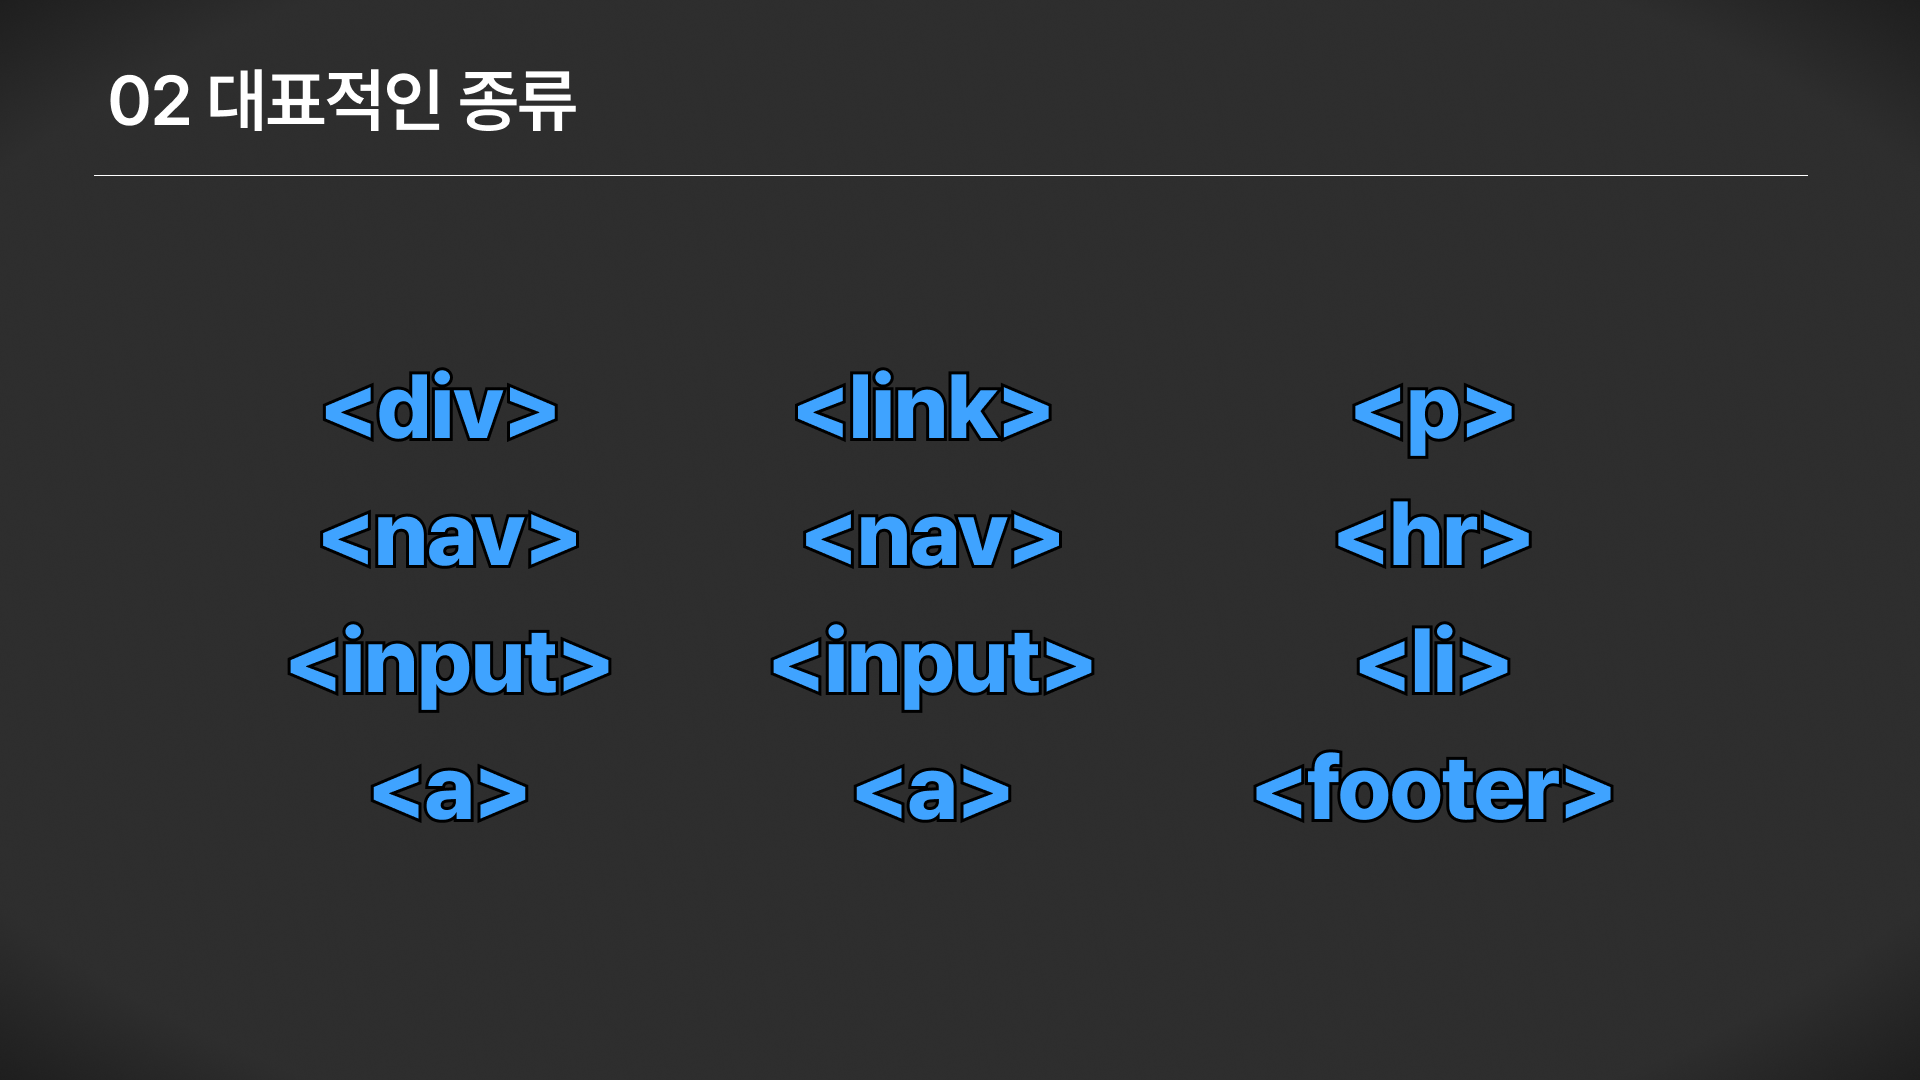 02 대표적인 종류
<div> <link> <p>
<nav> <nav> <hr>
<input> <input> <li>
<a> <a> <footer>